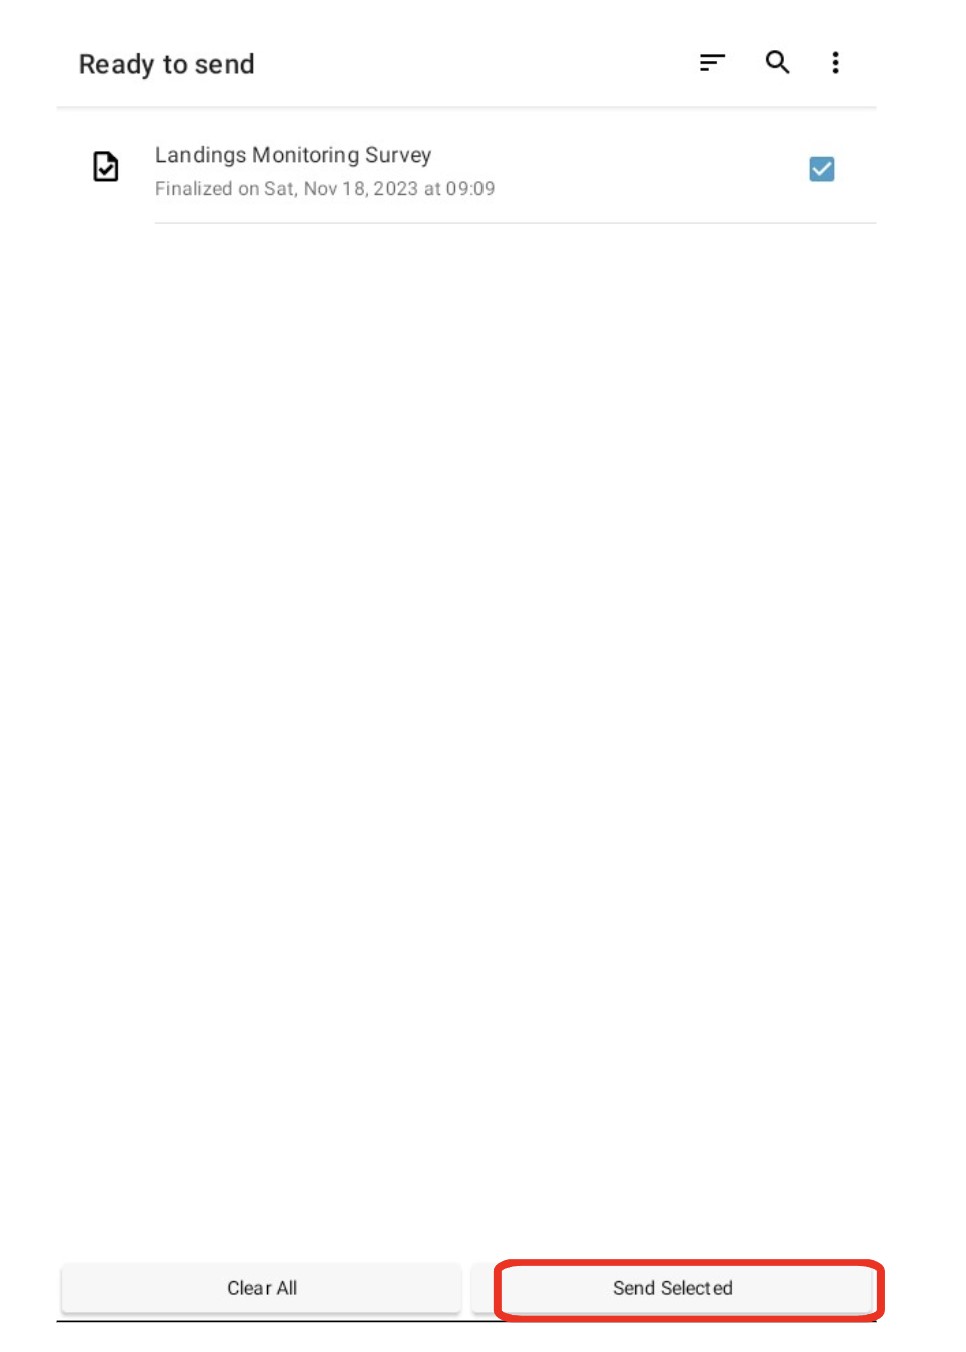 Ready to send
Landings Monitoring Survey
Finalized on Sat, Nov 18, 2023 at 09:09
Clear All
Send Selected